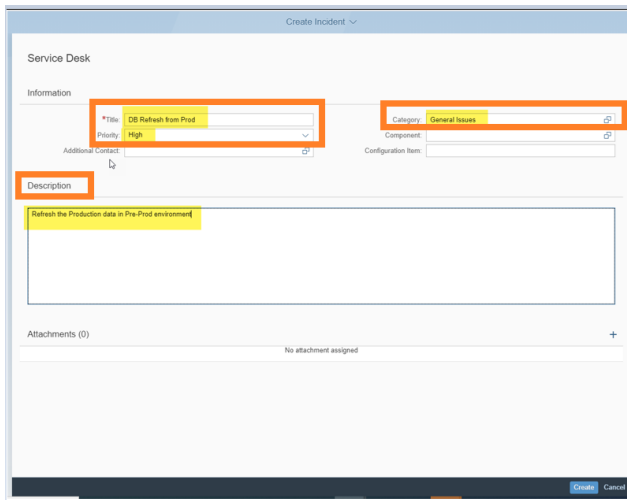 Create Incident
Service Desk
Information
*Title: DB Refresh from Prod
Category: General Issues
Priority: High
Component:
Additional Contact:
Configuration Item:
Description
Refresh the Production data in Pre-Prod environment
Attachments (0)
No attachment assigned
Create Cancel